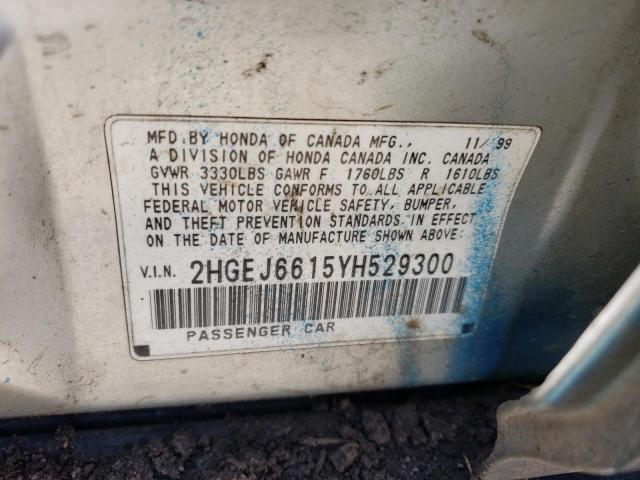 MFD.BY HONDA OF CANADA MFG., 11/99
A DIVISION OF HONDA CANADA INC. CANADA
GVWR 3330LBS GAWR F 1760LBS R 1610LBS
THIS VEHICLE CONFORMS TO ALL APPLICABLE
FEDERAL MOTOR VEHICLE SAFETY, BUMPER,
AND THEFT PREVENTION STANDARDS IN EFFECT
ON THE DATE OF MANUFACTURE SHOWN ABOVE:
V.I.N. 2HGEJ6615YH529300
PASSENGER CAR